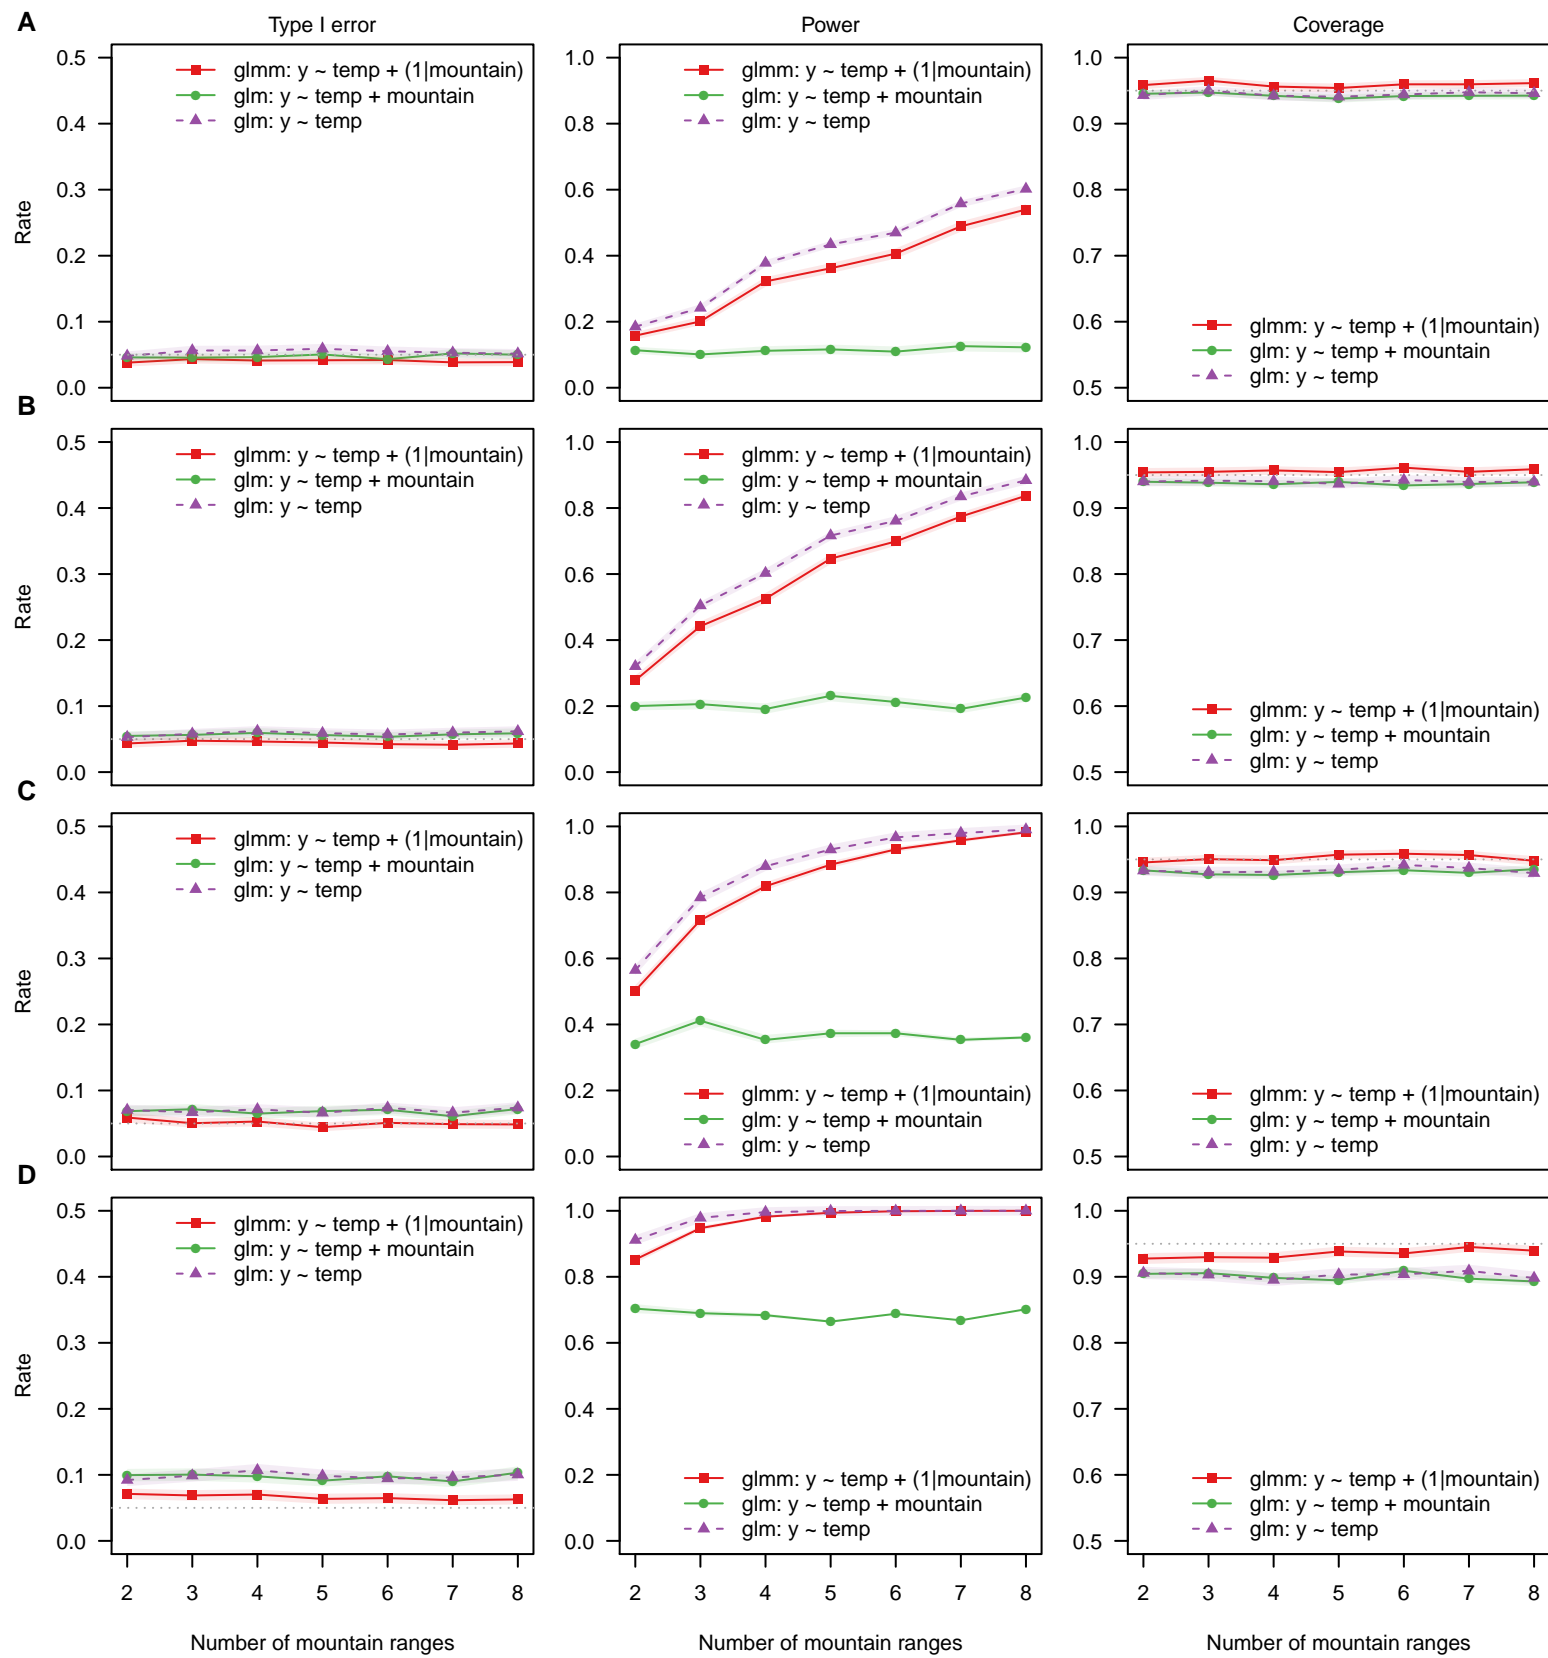 A
Type I error
Power
Coverage
0.5
0.4
0.3
0.2
0.1
0.0
Rate
glmm: y ~ temp + (1|mountain)
glm: y ~ temp + mountain
glm: y ~ temp
1.0
0.8
0.6
0.4
0.2
0.0
glmm: y ~ temp + (1|mountain)
glm: y ~ temp + mountain
glm: y ~ temp
1.0
0.9
0.8
0.7
0.6
0.5
glmm: y ~ temp + (1|mountain)
glm: y ~ temp + mountain
glm: y ~ temp
B
0.5
0.4
0.3
0.2
0.1
0.0
Rate
glmm: y ~ temp + (1|mountain)
glm: y ~ temp + mountain
glm: y ~ temp
1.0
0.8
0.6
0.4
0.2
0.0
glmm: y ~ temp + (1|mountain)
glm: y ~ temp + mountain
glm: y ~ temp
1.0
0.9
0.8
0.7
0.6
0.5
glmm: y ~ temp + (1|mountain)
glm: y ~ temp + mountain
glm: y ~ temp
C
0.5
0.4
0.3
0.2
0.1
0.0
Rate
glmm: y ~ temp + (1|mountain)
glm: y ~ temp + mountain
glm: y ~ temp
1.0
0.8
0.6
0.4
0.2
0.0
glmm: y ~ temp + (1|mountain)
glm: y ~ temp + mountain
glm: y ~ temp
1.0
0.9
0.8
0.7
0.6
0.5
glmm: y ~ temp + (1|mountain)
glm: y ~ temp + mountain
glm: y ~ temp
D
0.5
0.4
0.3
0.2
0.1
0.0
Rate
glmm: y ~ temp + (1|mountain)
glm: y ~ temp + mountain
glm: y ~ temp
2 3 4 5 6 7 8
Number of mountain ranges
1.0
0.8
0.6
0.4
0.2
0.0
glmm: y ~ temp + (1|mountain)
glm: y ~ temp + mountain
glm: y ~ temp
2 3 4 5 6 7 8
Number of mountain ranges
1.0
0.9
0.8
0.7
0.6
0.5
glmm: y ~ temp + (1|mountain)
glm: y ~ temp + mountain
glm: y ~ temp
2 3 4 5 6 7 8
Number of mountain ranges